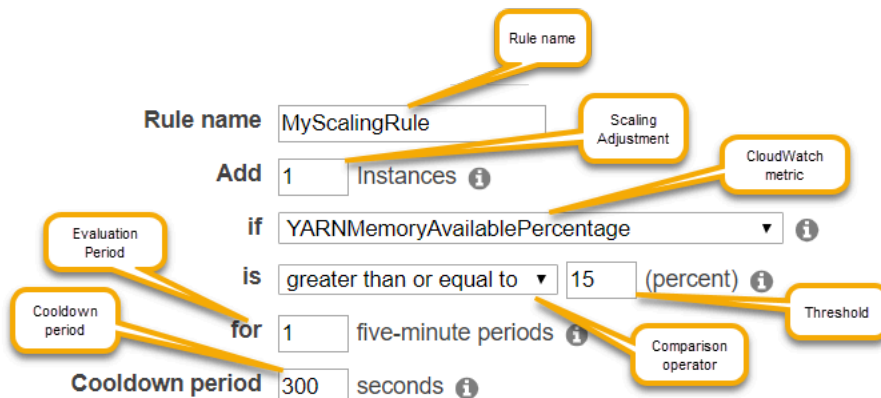 Rule name
Rule name MyScalingRule
Scaling
Adjustment
Add 1 Instances
CloudWatch
metric
if YARNMemoryAvailablePercentage
Evaluation
Period
is greater than or equal to 15 (percent)
Threshold
Cooldown
period
for 1 five-minute periods
Comparison
operator
Cooldown period 300 seconds